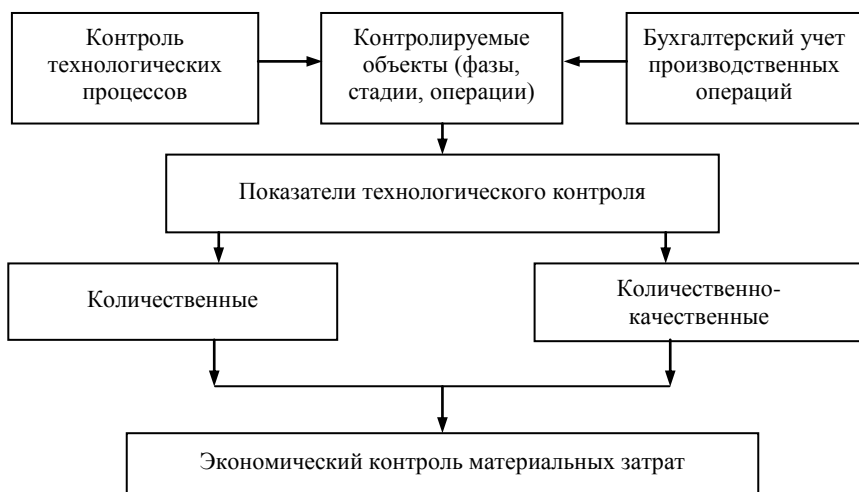 Контроль
технологических
процессов
Контролируемые
объекты (фазы,
стадии, операции)
Бухгалтерский учет
производственных
операций
Показатели технологического контроля
Количественные
Количественно-
качественные
Экономический контроль материальных затрат